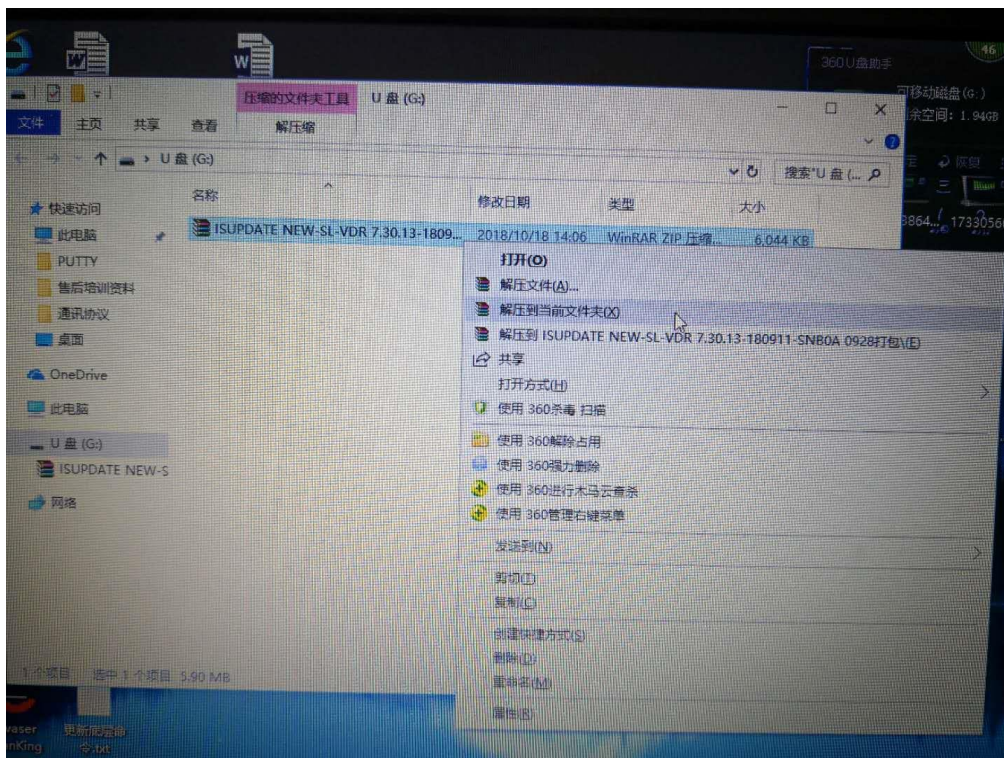 46
360 U盘助手
可移动磁盘(G:)
余空间: 1.94GB
恢复
3864... 1733056
压缩的文件夹工具 U 盘 (G:)
文件 主页 共享 查看 解压缩
U 盘 (G:)
搜索"U 盘 (...
名称 修改日期 类型 大小
ISUPDATE NEW-SL-VDR 7.30.13-1809... 2018/10/18 14:06 WinRAR ZIP 压缩... 6,044 KB
快速访问
此电脑
PUTTY
售后培训资料
通讯协议
桌面
OneDrive
此电脑
U 盘 (G:)
ISUPDATE NEW-S
网络
打开(O)
解压文件(A)...
解压到当前文件夹(X)
解压到 ISUPDATE NEW-SL-VDR 7.30.13-180911-SNB0A 0928打包\(E)
共享
打开方式(H)
使用 360杀毒 扫描
使用 360解除占用
使用 360强力删除
使用 360进行木马云查杀
使用 360管理右键菜单
发送到(N)
剪切(T)
复制(C)
创建快捷方式(S)
删除(D)
重命名(M)
属性(R)
1 个项目 选中 1 个项目 5.90 MB
更新底层命
令.txt